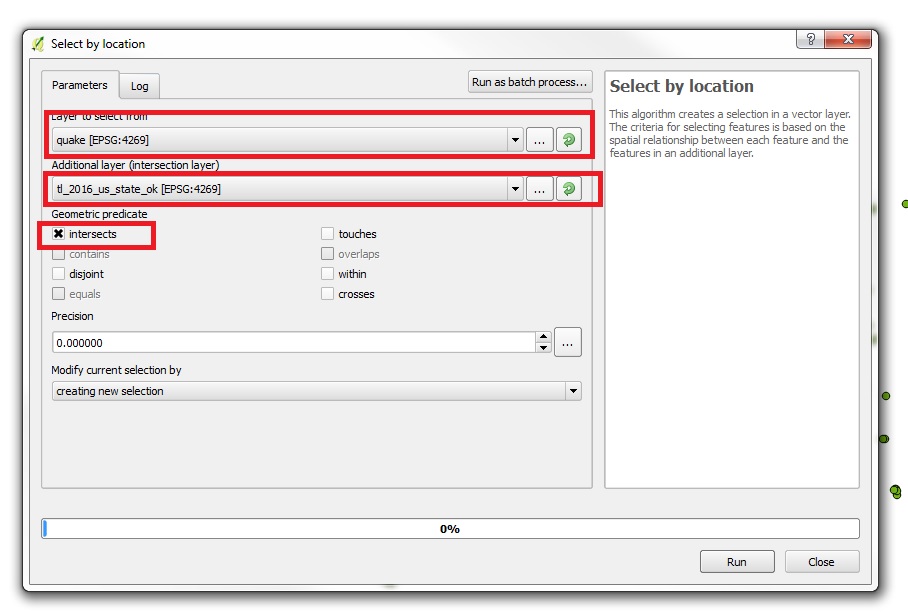 Select by location
Parameters
Log
Run as batch process...
Layer to select from
quake [EPSG:4269]
...
Additional layer (intersection layer)
tl_2016_us_state_ok [EPSG:4269]
...
Geometric predicate
intersects
touches
contains
overlaps
disjoint
within
equals
crosses
Precision
0.000000
...
Modify current selection by
creating new selection
Select by location
This algorithm creates a selection in a vector layer.
The criteria for selecting features is based on the
spatial relationship between each feature and the
features in an additional layer.
0%
Run
Close